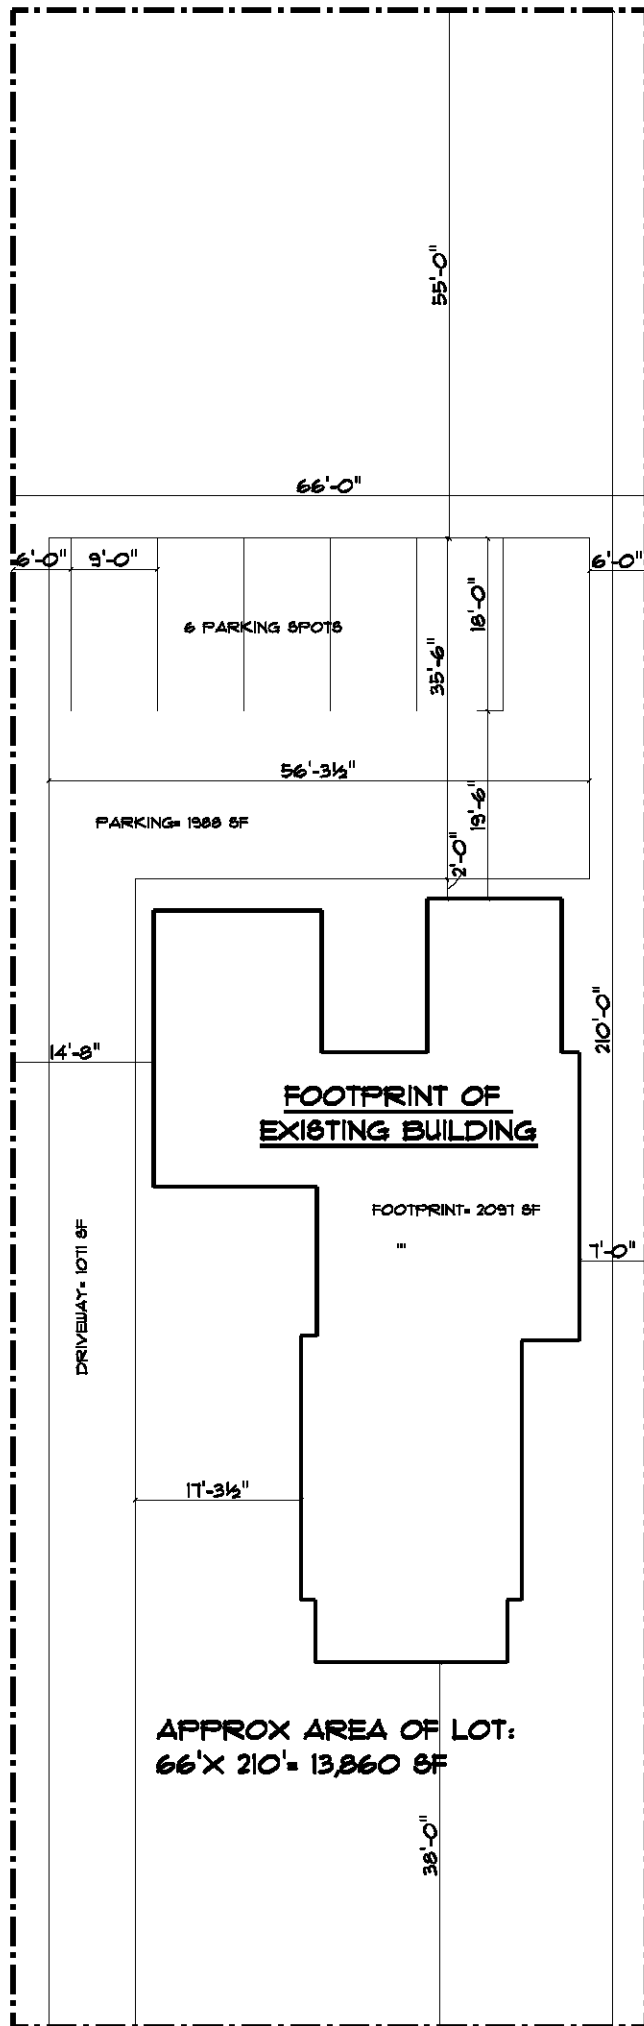 55'-0"
66'-0"
6'-0"
9'-0"
6'-0"
18'-0"
6 PARKING SPOTS
35'-6"
56'-3½"
19'-6"
PARKING= 1988 SF
2'-0"
210'-0"
14'-8"
FOOTPRINT OF
EXISTING BUILDING
FOOTPRINT= 2097 SF
""
7'-0"
DRIVEWAY= 1071 SF
17'-3½"
APPROX AREA OF LOT:
66'X 210'= 13,860 SF
38'-0"